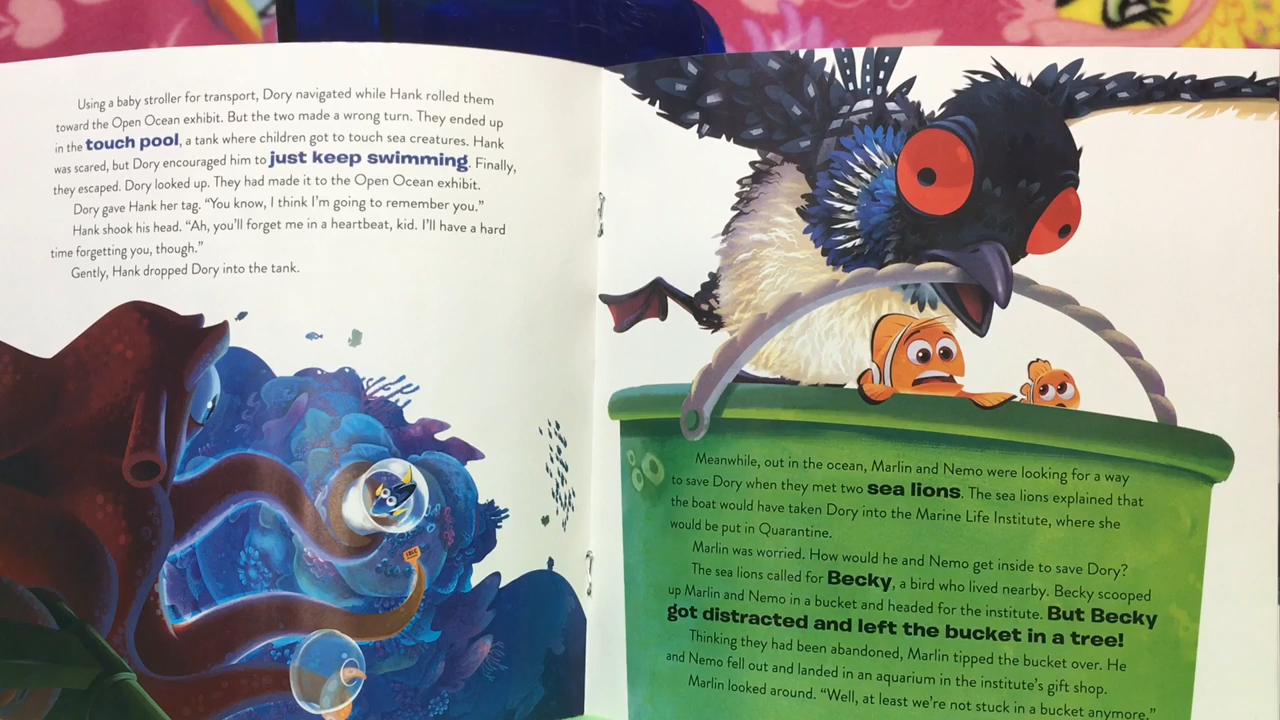 Using a baby stroller for transport, Dory navigated while Hank rolled them
toward the Open Ocean exhibit. But the two made a wrong turn. They ended up
in the touch pool, a tank where children got to touch sea creatures. Hank
was scared, but Dory encouraged him to just keep swimming. Finally,
they escaped. Dory looked up. They had made it to the Open Ocean exhibit.
Dory gave Hank her tag. “You know, I think I’m going to remember you.”
Hank shook his head. “Ah, you’ll forget me in a heartbeat, kid. I’ll have a hard
time forgetting you, though.”
Gently, Hank dropped Dory into the tank.
Meanwhile, out in the ocean, Marlin and Nemo were looking for a way
to save Dory when they met two sea lions. The sea lions explained that
the boat would have taken Dory into the Marine Life Institute, where she
would be put in Quarantine.
Marlin was worried. How would he and Nemo get inside to save Dory?
The sea lions called for Becky, a bird who lived nearby. Becky scooped
up Marlin and Nemo in a bucket and headed for the institute. But Becky
got distracted and left the bucket in a tree!
Thinking they had been abandoned, Marlin tipped the bucket over. He
and Nemo fell out and landed in an aquarium in the institute’s gift shop.
Marlin looked around. “Well, at least we’re not stuck in a bucket anymore.”